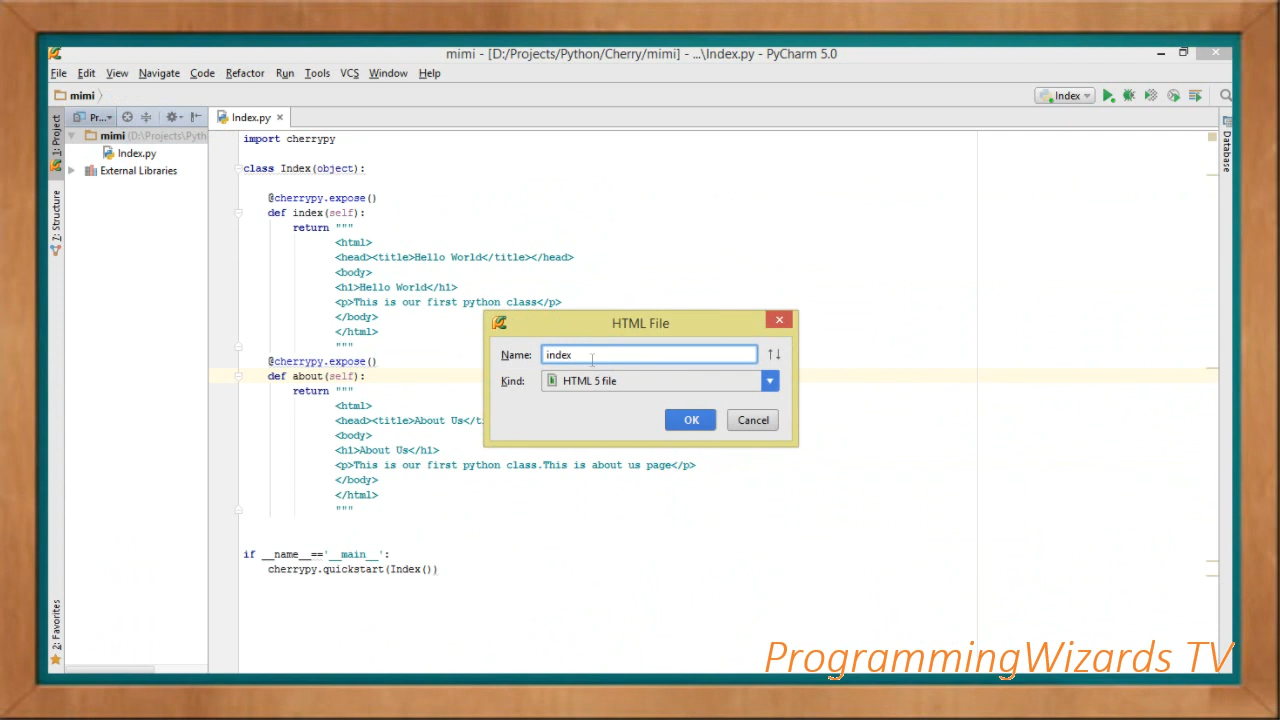 mimi - [D:/Projects/Python/Cherry/mimi] - ...\Index.py - PyCharm 5.0
File Edit View Navigate Code Refactor Run Tools VCS Window Help
mimi
Index
1: Project
Pr...
Index.py
mimi (D:\Projects\Pyth
Index.py
External Libraries
7: Structure
2: Favorites
Database
import cherrypy
class Index(object):
@cherrypy.expose()
def index(self):
return """
<html>
<head><title>Hello World</title></head>
<body>
<h1>Hello World</h1>
<p>This is our first python class</p>
</body>
</html>
"""
@cherrypy.expose()
def about(self):
return """
<html>
<head><title>About Us</ti
<body>
<h1>About Us</h1>
<p>This is our first python class.This is about us page</p>
</body>
</html>
"""
if __name__=='__main__':
cherrypy.quickstart(Index())
HTML File
Name: index
Kind: HTML 5 file
OK Cancel
ProgrammingWizards TV